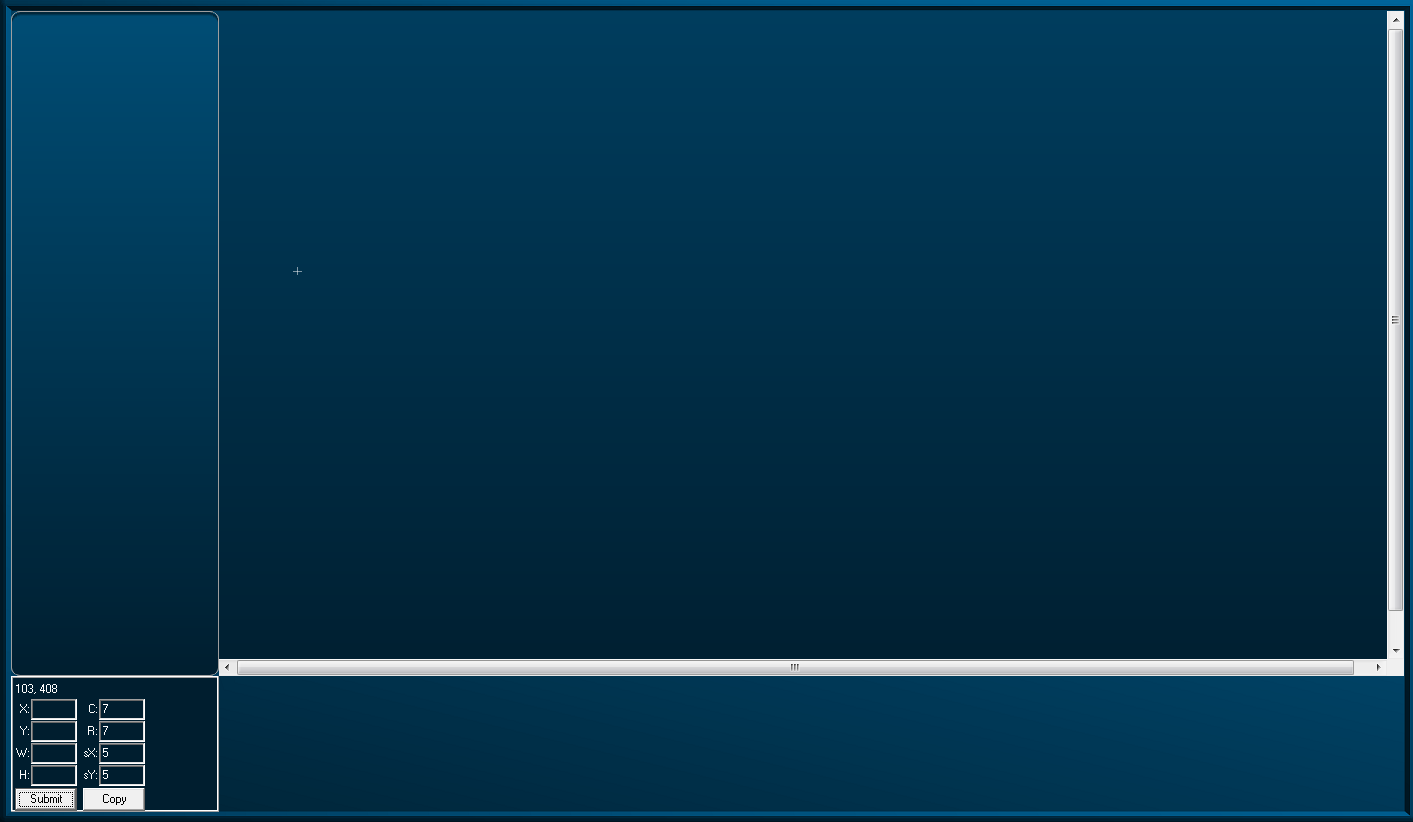 103, 408
X: C: 7
Y: R: 7
W: sX: 5
H: sY: 5
Submit Copy